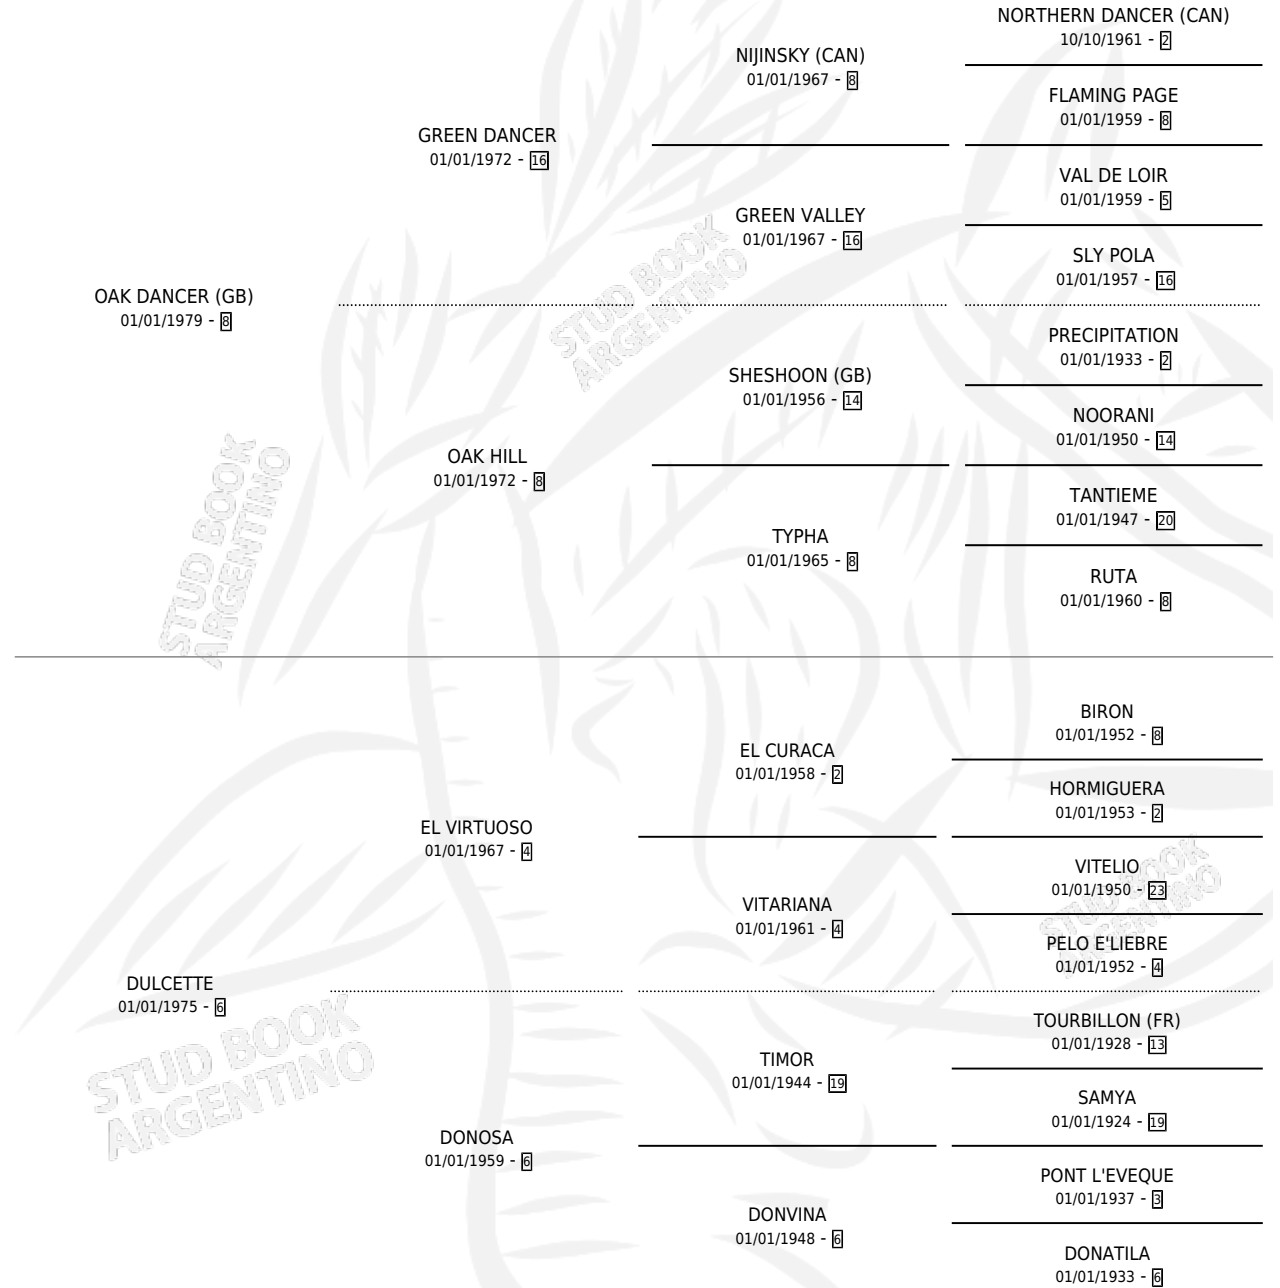 NORTHERN DANCER (CAN)
10/10/1961 - 2
NIJINSKY (CAN)
01/01/1967 - 8
FLAMING PAGE
01/01/1959 - 8
GREEN DANCER
01/01/1972 - 16
VAL DE LOIR
01/01/1959 - 5
GREEN VALLEY
01/01/1967 - 16
SLY POLA
01/01/1957 - 16
OAK DANCER (GB)
01/01/1979 - 8
PRECIPITATION
01/01/1933 - 2
SHESHOON (GB)
01/01/1956 - 14
NOORANI
01/01/1950 - 14
OAK HILL
01/01/1972 - 8
TANTIEME
01/01/1947 - 20
TYPHA
01/01/1965 - 8
RUTA
01/01/1960 - 8
BIRON
01/01/1952 - 8
EL CURACA
01/01/1958 - 2
HORMIGUERA
01/01/1953 - 2
EL VIRTUOSO
01/01/1967 - 4
VITELIO
01/01/1950 - 23
VITARIANA
01/01/1961 - 4
PELO E'LIEBRE
01/01/1952 - 4
DULCETTE
01/01/1975 - 6
TOURBILLON (FR)
01/01/1928 - 13
TIMOR
01/01/1944 - 19
SAMYA
01/01/1924 - 19
DONOSA
01/01/1959 - 6
PONT L'EVEQUE
01/01/1937 - 3
DONVINA
01/01/1948 - 6
DONATILA
01/01/1933 - 6
STUD BOOK
ARGENTINO
STUD BOOK
ARGENTINO
STUD BOOK
ARGENTINO
STUD BOOK
ARGENTINO